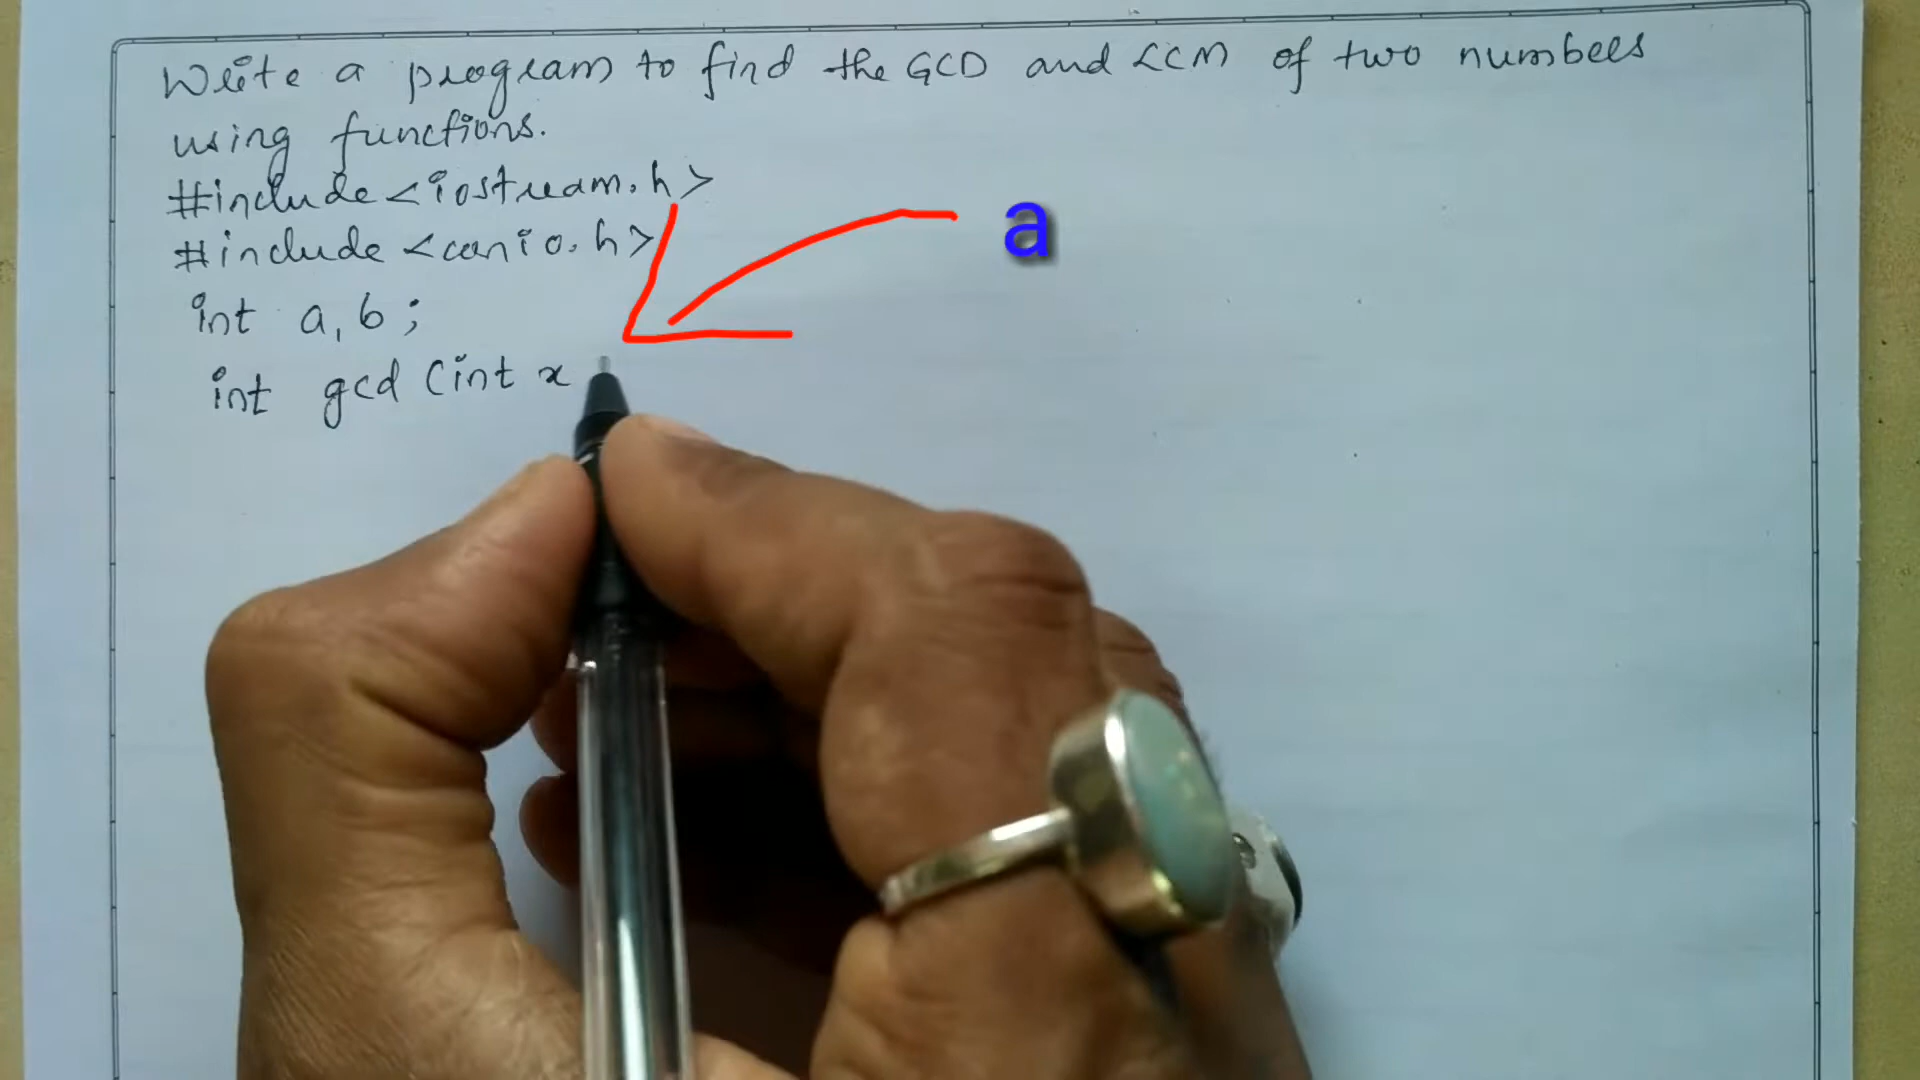 Write a program to find the GCD and LCM of two numbers
using functions.
#include <iostream.h>
#include <conio.h>
a
int a, b ;
int gcd (int x